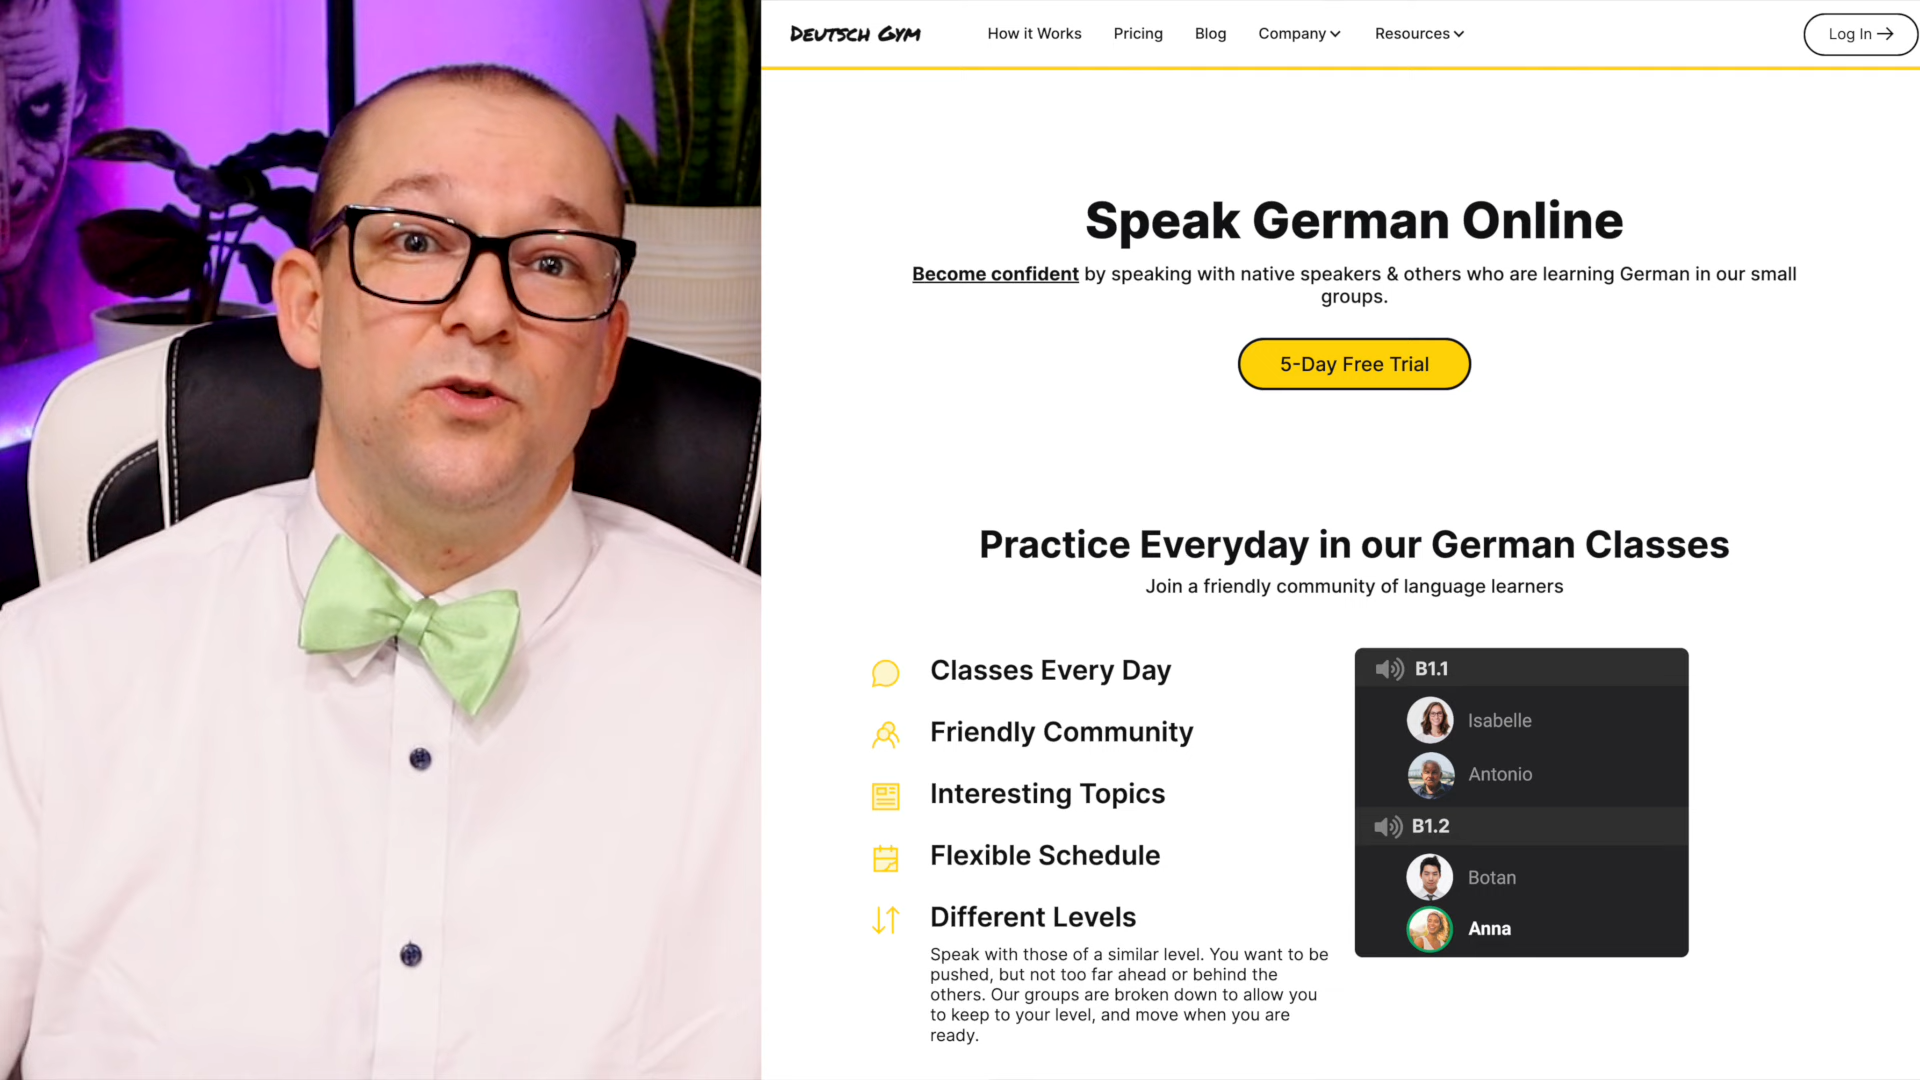 Deutsch Gym
How it Works
Pricing
Blog
Company
Resources
Log In
Speak German Online
Become confident by speaking with native speakers & others who are learning German in our small
groups.
5-Day Free Trial
Practice Everyday in our German Classes
Join a friendly community of language learners
Classes Every Day
Friendly Community
Interesting Topics
Flexible Schedule
Different Levels
Speak with those of a similar level. You want to be
pushed, but not too far ahead or behind the
others. Our groups are broken down to allow you
to keep to your level, and move when you are
ready.
B1.1
Isabelle
Antonio
B1.2
Botan
Anna